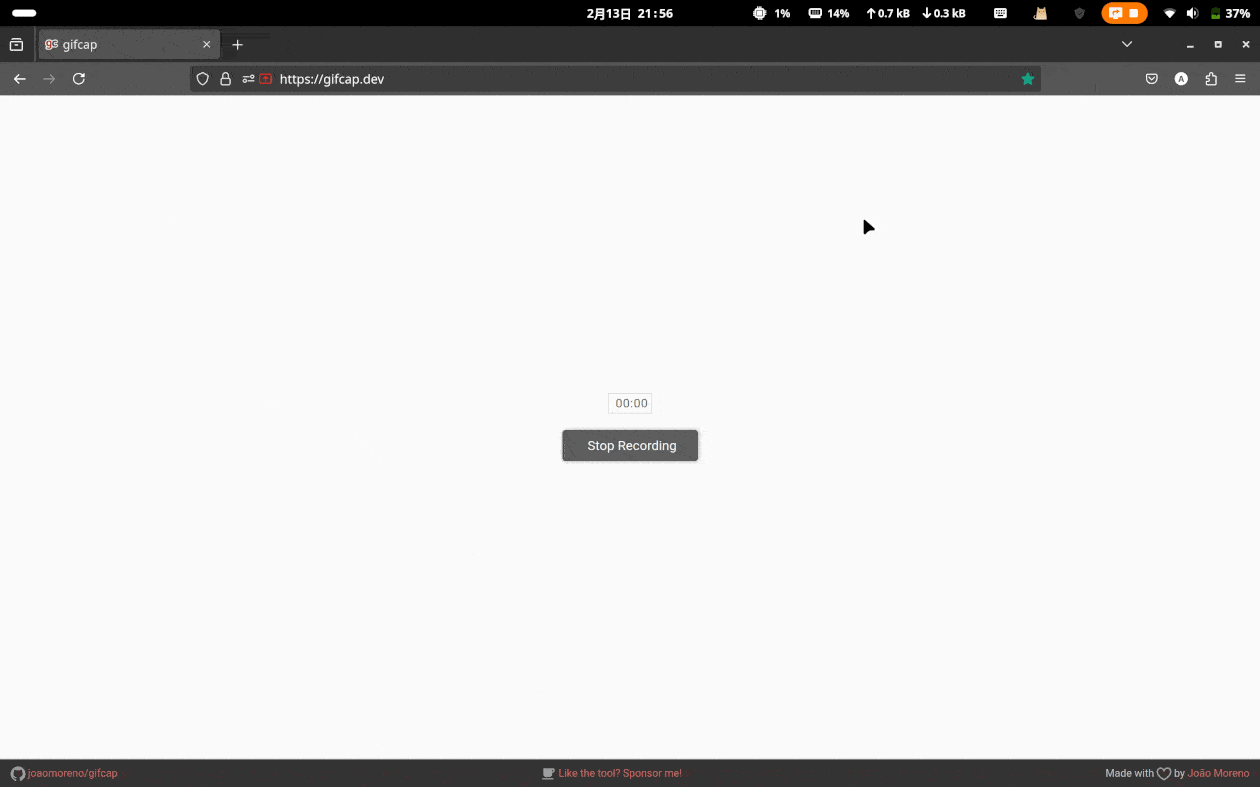 2月13日 21:56
1%
14%
↑0.7 kB
↓0.3 kB
37%
gc gifcap
https://gifcap.dev
A
00:00
Stop Recording
joaomoreno/gifcap
Like the tool? Sponsor me!
Made with ♡ by João Moreno